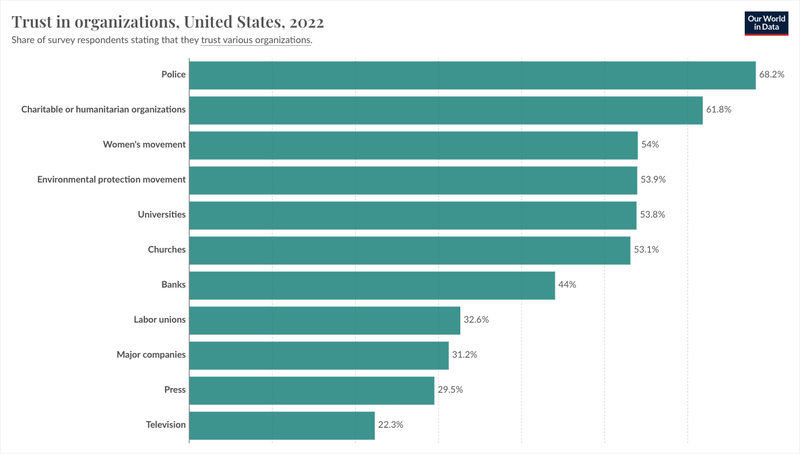 Trust in organizations, United States, 2022
Our World
in Data
Share of survey respondents stating that they trust various organizations.
Police 68.2%
Charitable or humanitarian organizations 61.8%
Women's movement 54%
Environmental protection movement 53.9%
Universities 53.8%
Churches 53.1%
Banks 44%
Labor unions 32.6%
Major companies 31.2%
Press 29.5%
Television 22.3%